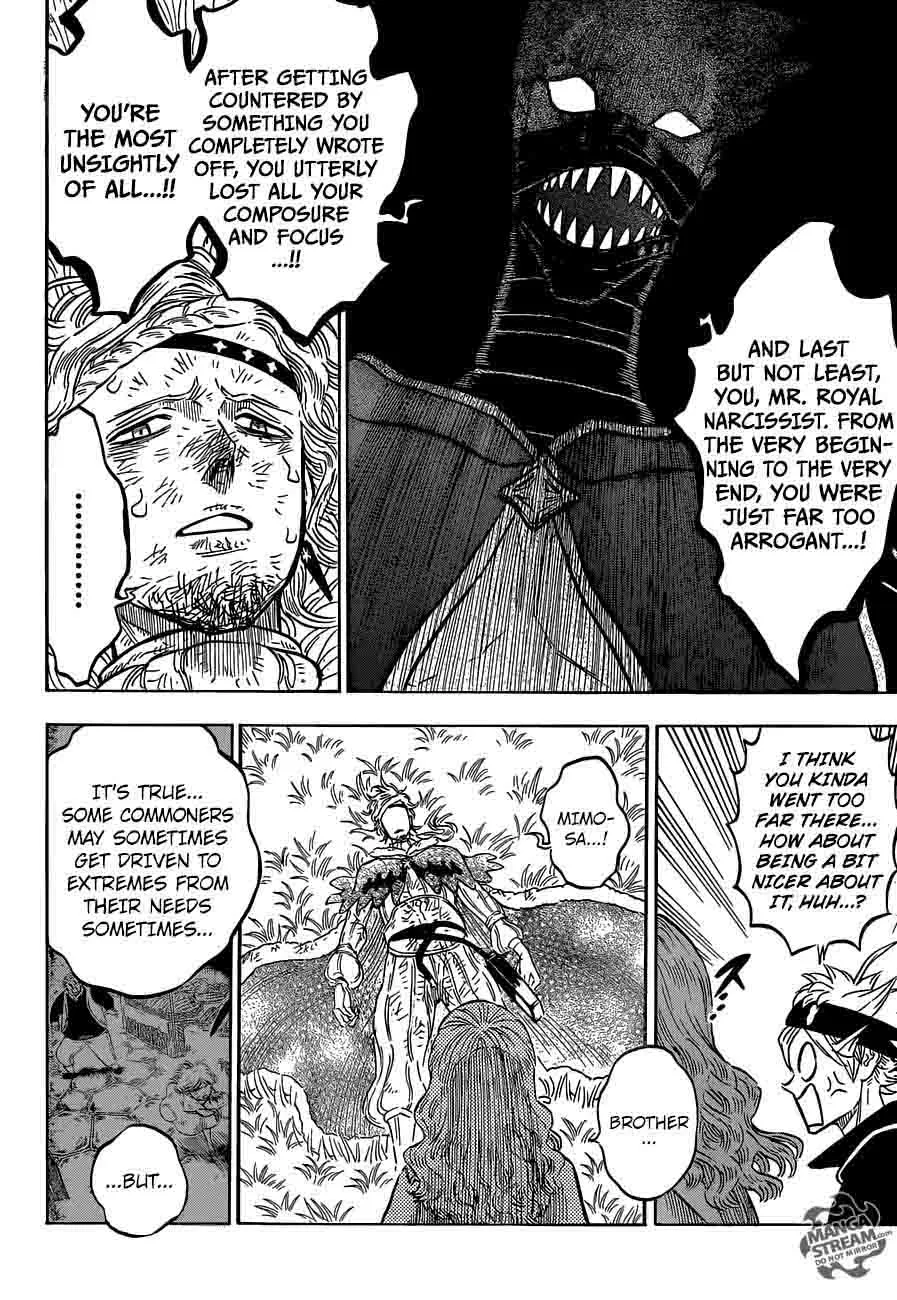 AND LAST
BUT NOT LEAST,
YOU, MR. ROYAL
NARCISSIST. FROM
THE VERY BEGIN-
NING TO THE VERY
END, YOU WERE
JUST FAR TOO
ARROGANT...!
AFTER GETTING
COUNTERED BY
SOMETHING YOU
COMPLETELY WROTE
OFF, YOU UTTERLY
LOST ALL YOUR
COMPOSURE
AND FOCUS
...!!
YOU'RE
THE MOST
UNSIGHTLY
OF ALL...!!
..........
I THINK
YOU KINDA
WENT TOO
FAR THERE...
HOW ABOUT
BEING A BIT
NICER ABOUT
IT, HUH...?
MIMO-
SA...!
BROTHER
...
IT'S TRUE...
SOME COMMONERS
MAY SOMETIMES
GET DRIVEN TO
EXTREMES FROM
THEIR NEEDS
SOMETIMES...
...BUT...
MANGA
STREAM.COM
DO NOT MIRROR